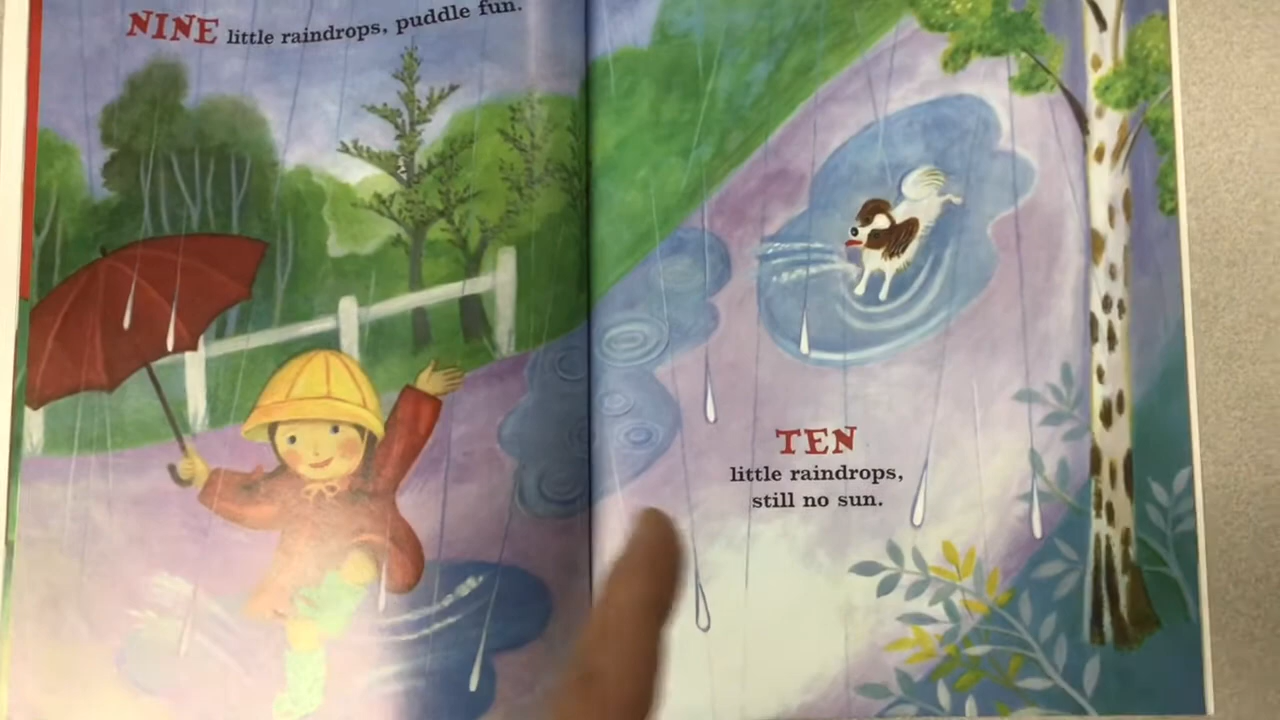 NINE little raindrops, puddle fun.
TEN
little raindrops,
still no sun.